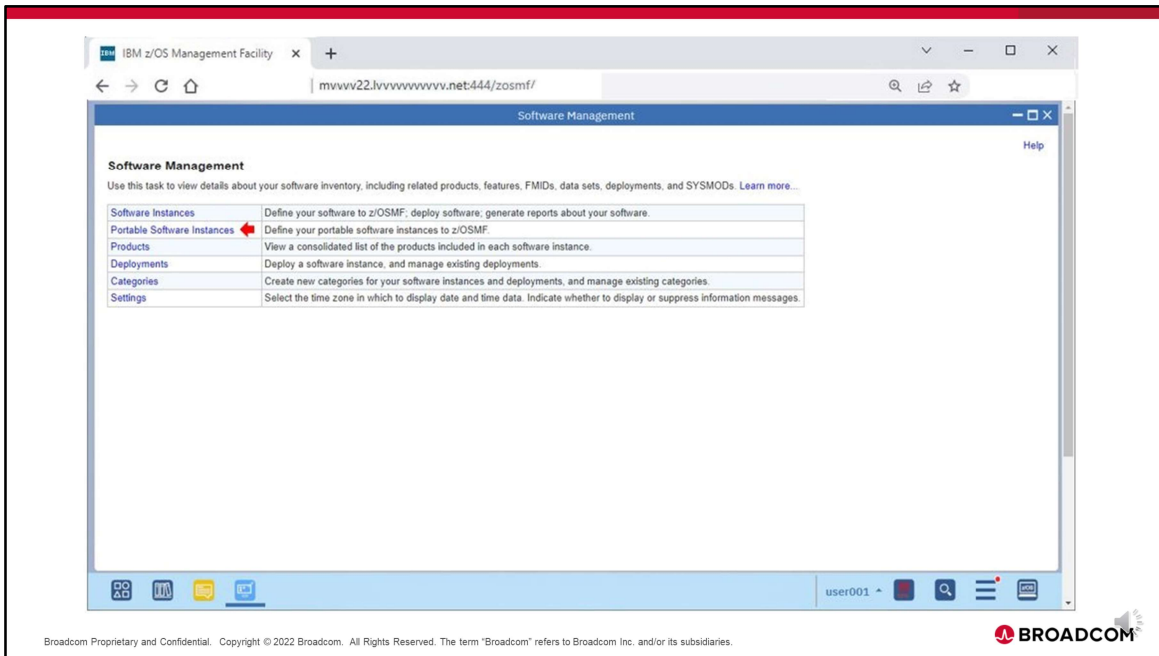 IBM IBM z/OS Management Facility
mvvvv22.lvvvvvvvvvv.net:444/zosmf/
Software Management
Help
Software Management
Use this task to view details about your software inventory, including related products, features, FMIDs, data sets, deployments, and SYSMODs. Learn more...
Software Instances Define your software to z/OSMF; deploy software; generate reports about your software.
Portable Software Instances Define your portable software instances to z/OSMF.
Products View a consolidated list of the products included in each software instance.
Deployments Deploy a software instance, and manage existing deployments.
Categories Create new categories for your software instances and deployments, and manage existing categories.
Settings Select the time zone in which to display date and time data. Indicate whether to display or suppress information messages.
user001
Broadcom Proprietary and Confidential. Copyright © 2022 Broadcom. All Rights Reserved. The term “Broadcom” refers to Broadcom Inc. and/or its subsidiaries.
BROADCOM